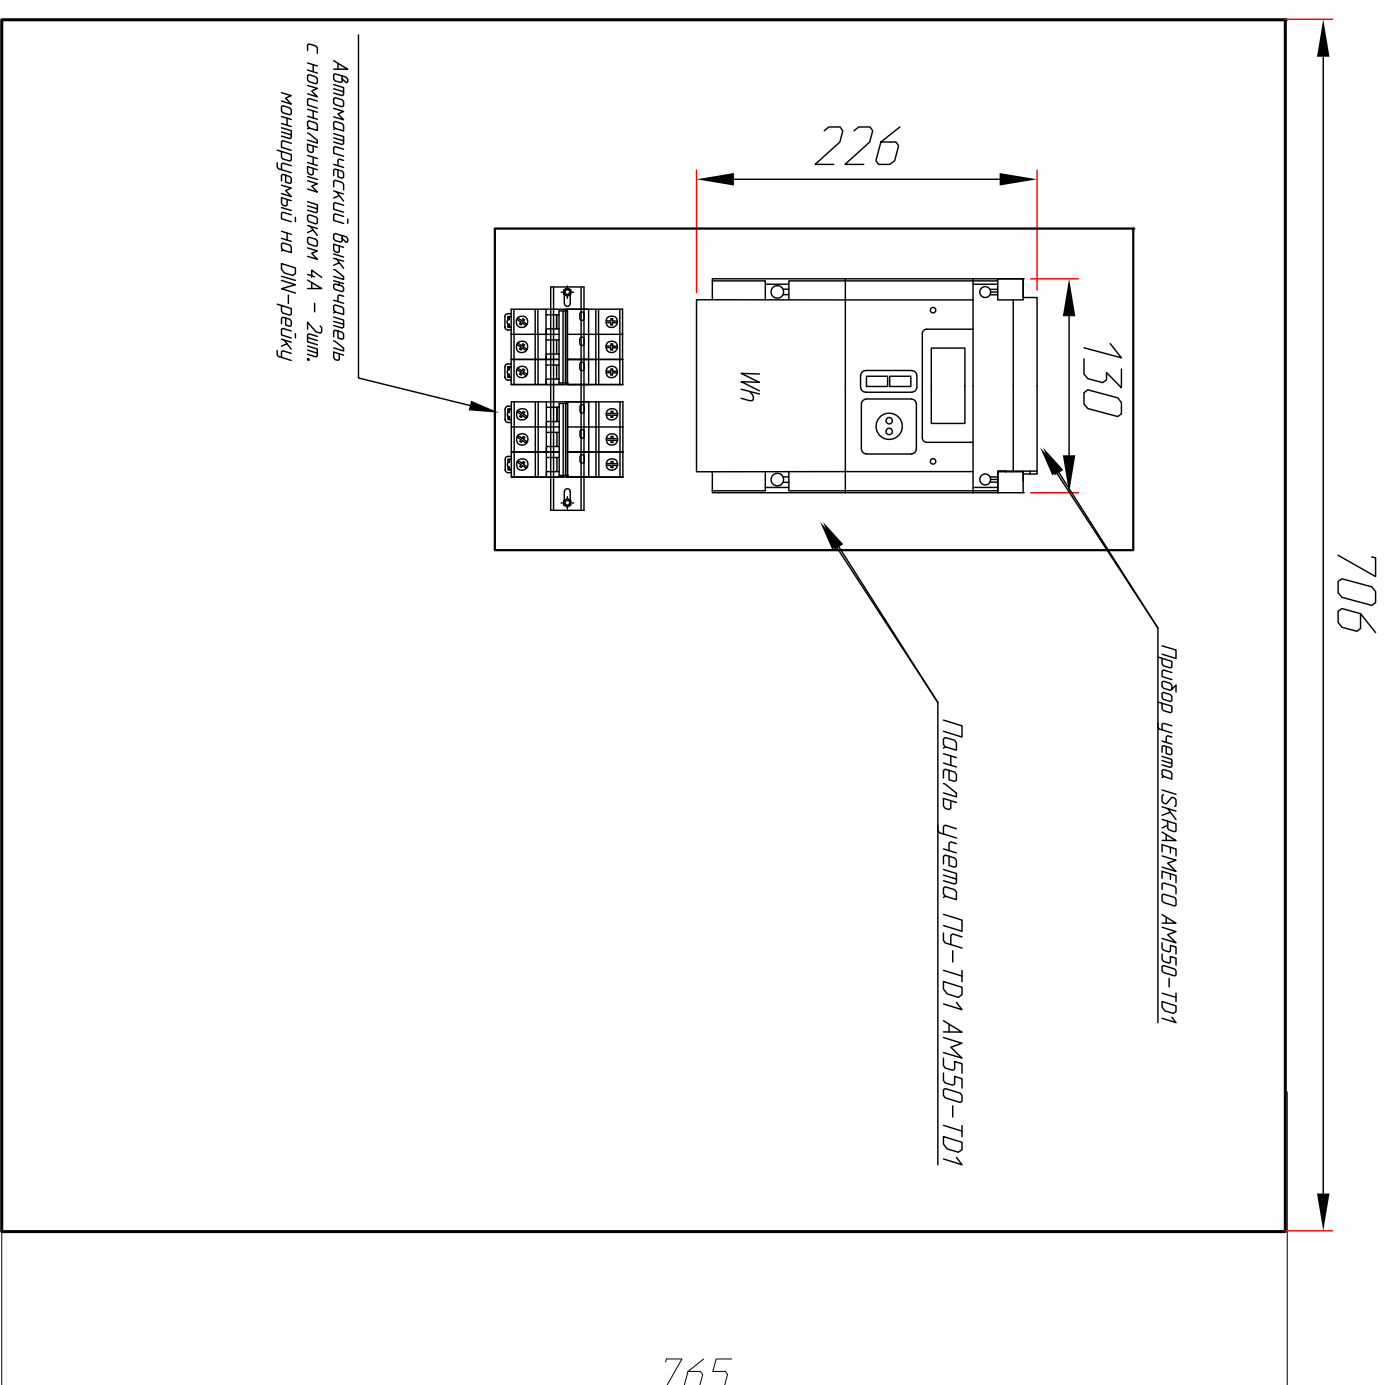 706
226
130
Автоматический выключатель
с номинальным током 4А - 2шт.
монтируемый на DIN-рейку
Wh
Прибор учета ISKRAEMECO AM550-TD1
Панель учета ПУ-TD1 AM550-TD1
765